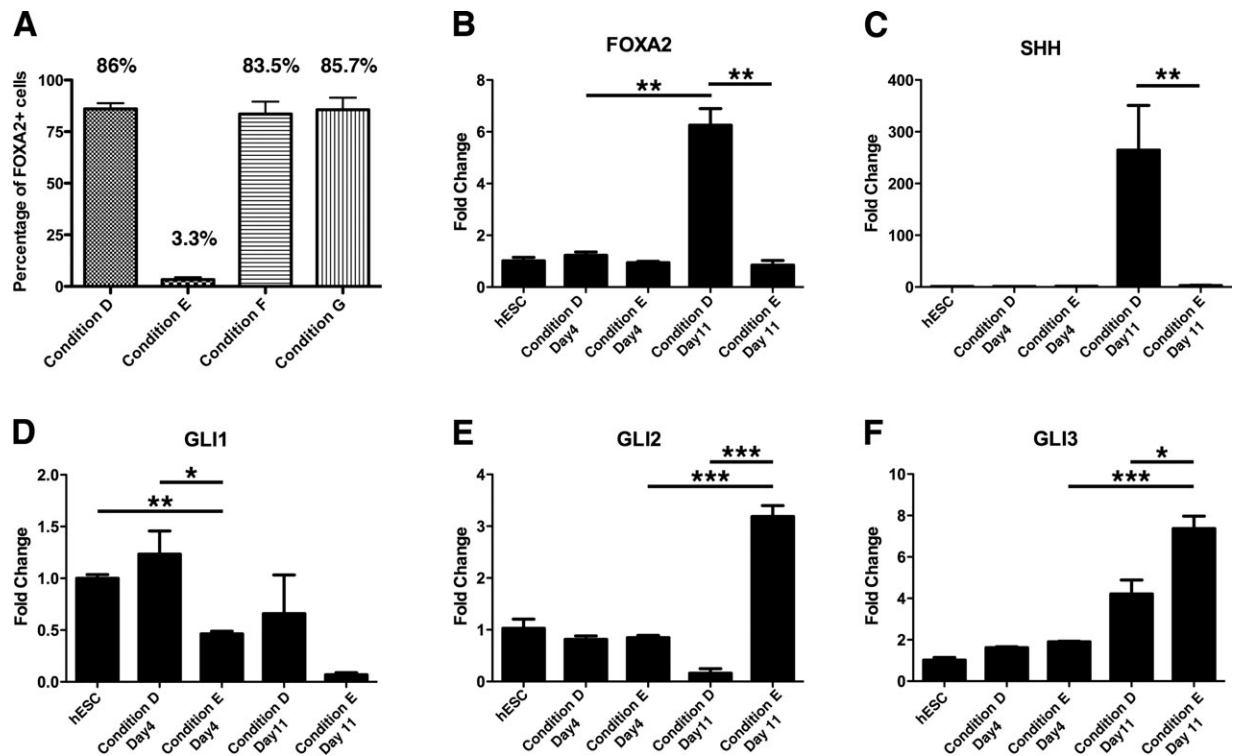 A
86%
3.3%
83.5%
85.7%
Percentage of FOXA2+ cells
100
75
50
25
0
Condition D
Condition E
Condition F
Condition G
B
FOXA2
**
**
Fold Change
8
6
4
2
0
hESC
Condition D
Day4
Condition E
Day4
Condition D
Day11
Condition E
Day 11
C
SHH
**
Fold Change
400
300
200
100
0
hESC
Condition D
Day4
Condition E
Day4
Condition D
Day11
Condition E
Day 11
D
GLI1
*
**
Fold Change
2.0
1.5
1.0
0.5
0.0
hESC
Condition D
Day4
Condition E
Day4
Condition D
Day11
Condition E
Day 11
E
GLI2
***
***
Fold Change
4
3
2
1
0
hESC
Condition D
Day4
Condition E
Day4
Condition D
Day11
Condition E
Day 11
F
GLI3
*
***
Fold Change
10
8
6
4
2
0
hESC
Condition D
Day4
Condition E
Day4
Condition D
Day11
Condition E
Day 11